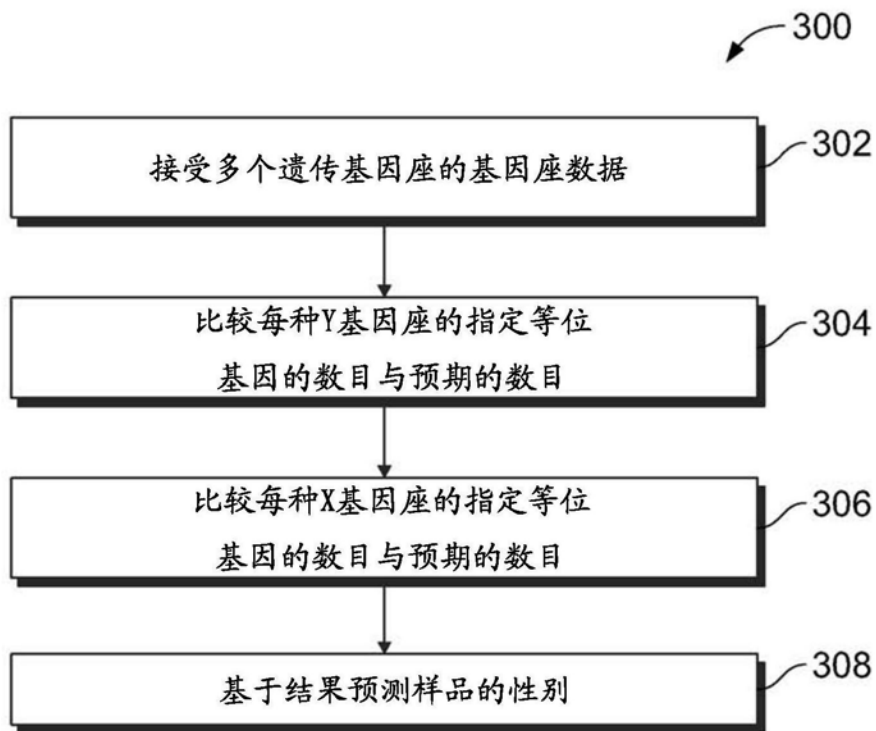 300
接受多个遗传基因座的基因座数据
302
比较每种Y基因座的指定等位
基因的数目与预期的数目
304
比较每种X基因座的指定等位
基因的数目与预期的数目
306
基于结果预测样品的性别
308